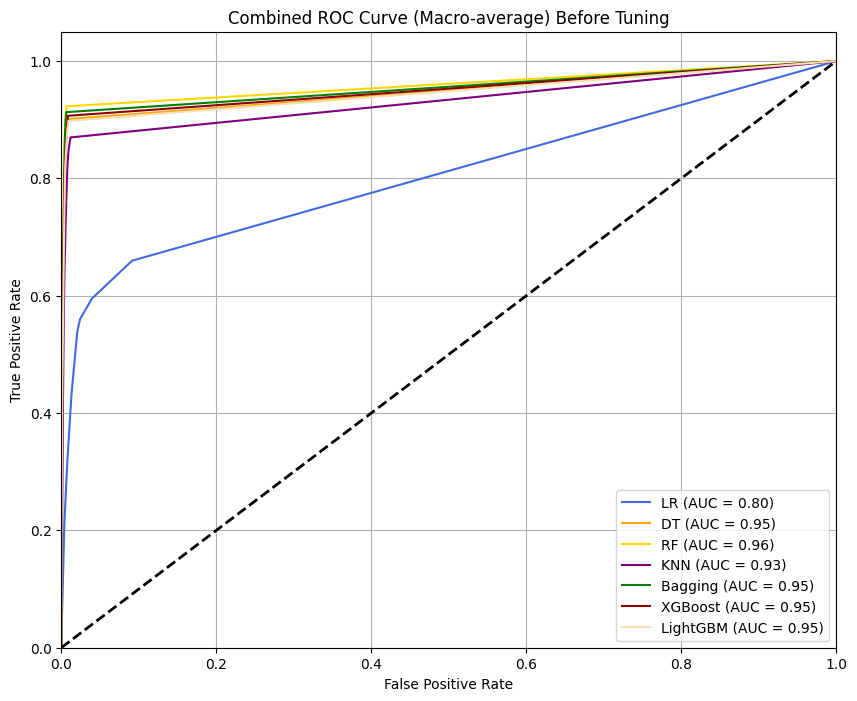 Combined ROC Curve (Macro-average) Before Tuning
True Positive Rate
1.0
0.8
0.6
0.4
0.2
0.0
LR (AUC = 0.80)
DT (AUC = 0.95)
RF (AUC = 0.96)
KNN (AUC = 0.93)
Bagging (AUC = 0.95)
XGBoost (AUC = 0.95)
LightGBM (AUC = 0.95)
0.0 0.2 0.4 0.6 0.8 1.0
False Positive Rate